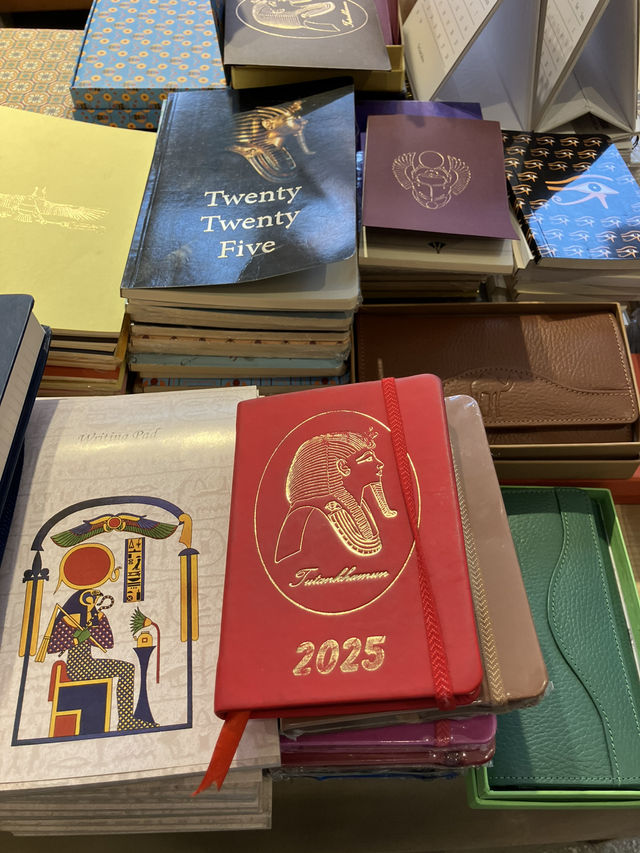 Twenty
Twenty
Five
Writing Pad
Tutankhamun
2025